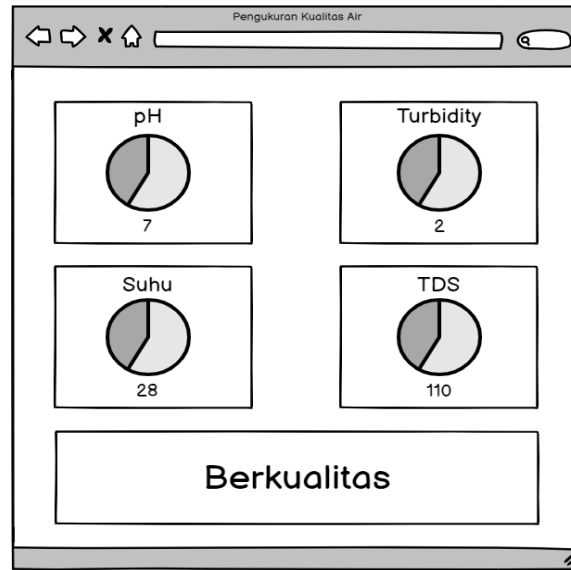 Pengukuran Kualitas Air
pH
7
Turbidity
2
Suhu
28
TDS
110
Berkualitas